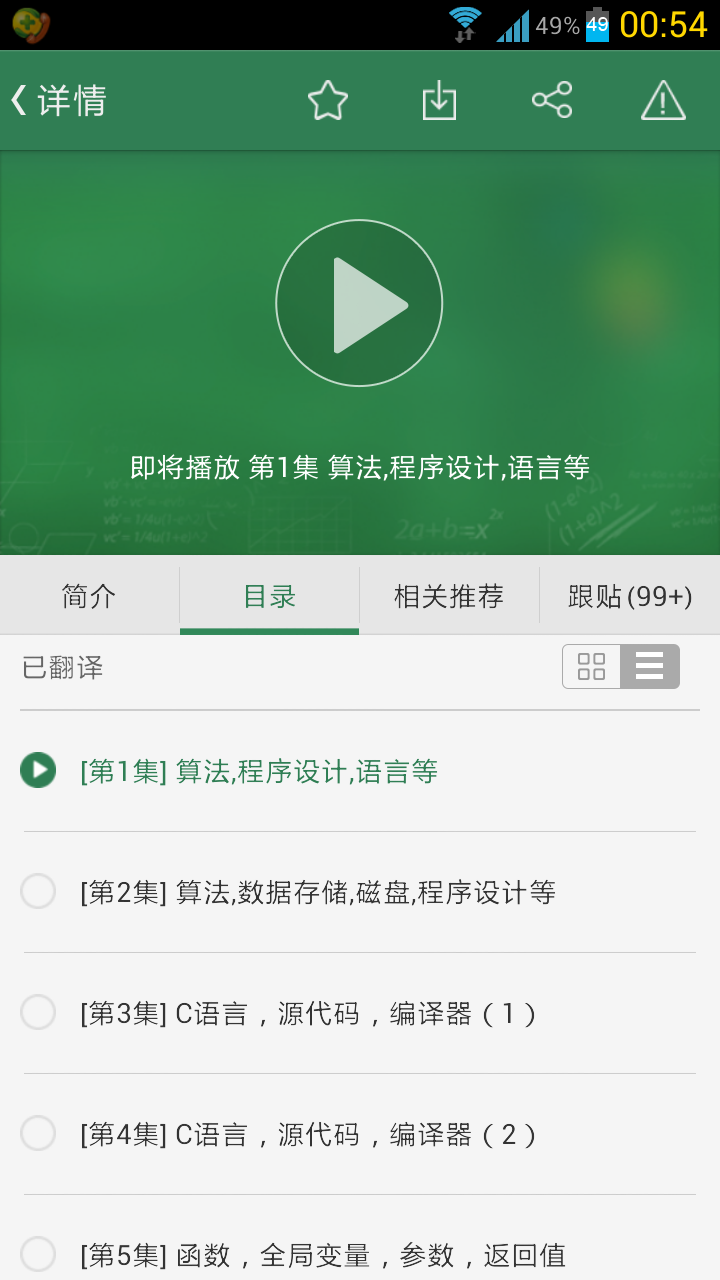 49% 49 00:54
详情
即将播放 第1集 算法,程序设计,语言等
2a+b=x^2x
(1-e^2)
(1+e)^2
简介 目录 相关推荐 跟贴(99+)
已翻译
[第1集] 算法,程序设计,语言等
[第2集] 算法,数据存储,磁盘,程序设计等
[第3集] C语言，源代码，编译器（1）
[第4集] C语言，源代码，编译器（2）
[第5集] 函数，全局变量，参数，返回值